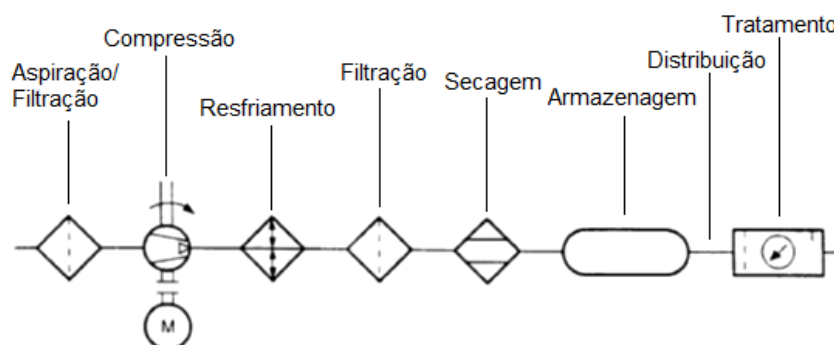 Aspiração/
Filtração
Compressão
Resfriamento
Filtração
Secagem
Armazenagem
Distribuição
Tratamento
M